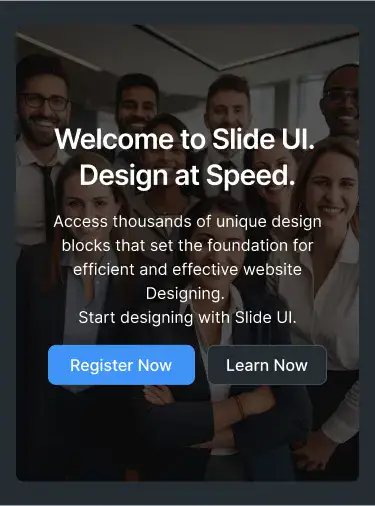 Welcome to Slide UI.
Design at Speed.
Access thousands of unique design
blocks that set the foundation for
efficient and effective website
Designing.
Start designing with Slide UI.
Register Now
Learn Now